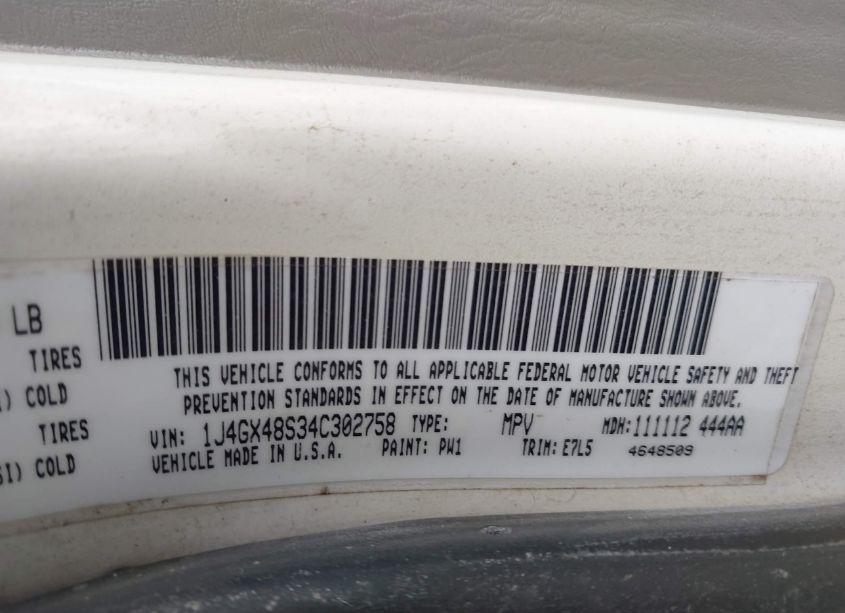 LB
TIRES
COLD
TIRES
SI) COLD
THIS VEHICLE CONFORMS TO ALL APPLICABLE FEDERAL MOTOR VEHICLE SAFETY AND THEFT
PREVENTION STANDARDS IN EFFECT ON THE DATE OF MANUFACTURE SHOWN ABOVE.
VIN: 1J4GX48S34C302758 TYPE: MPV MDH:111112 444AA
VEHICLE MADE IN U.S.A. PAINT: PW1 TRIM: E7L5 4648509